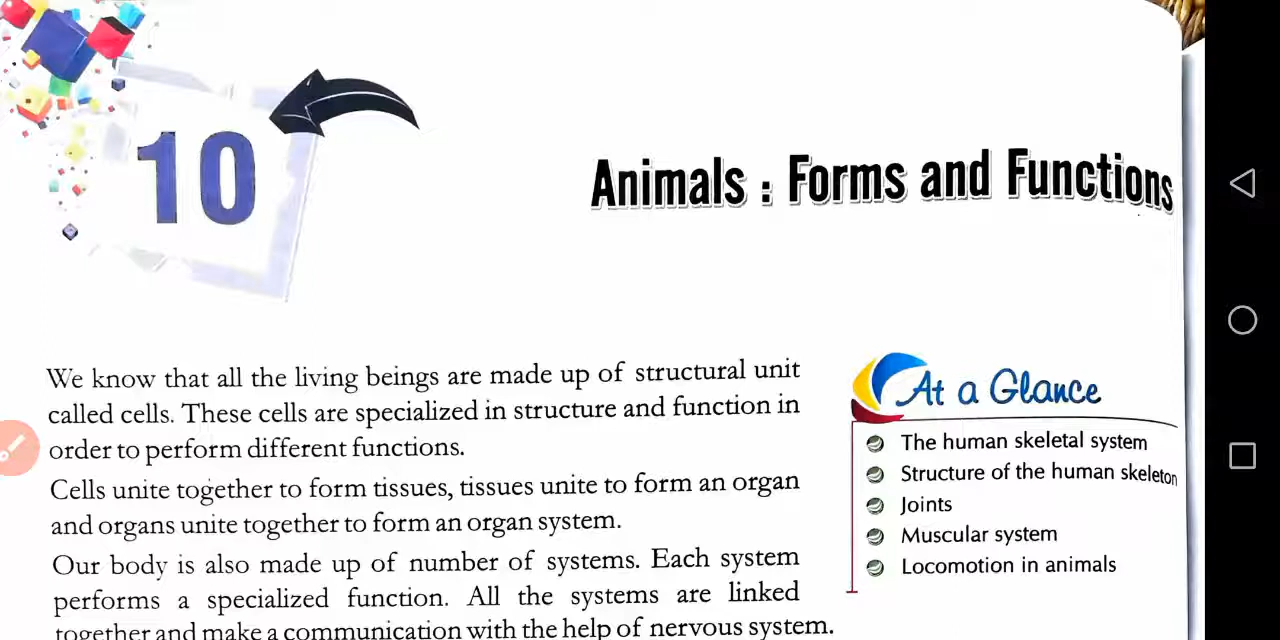 10
Animals : Forms and Functions
We know that all the living beings are made up of structural unit
called cells. These cells are specialized in structure and function in
order to perform different functions.
Cells unite together to form tissues, tissues unite to form an organ
and organs unite together to form an organ system.
Our body is also made up of number of systems. Each system
performs a specialized function. All the systems are linked
together and make a communication with the help of nervous system.
At a Glance
The human skeletal system
Structure of the human skeleton
Joints
Muscular system
Locomotion in animals